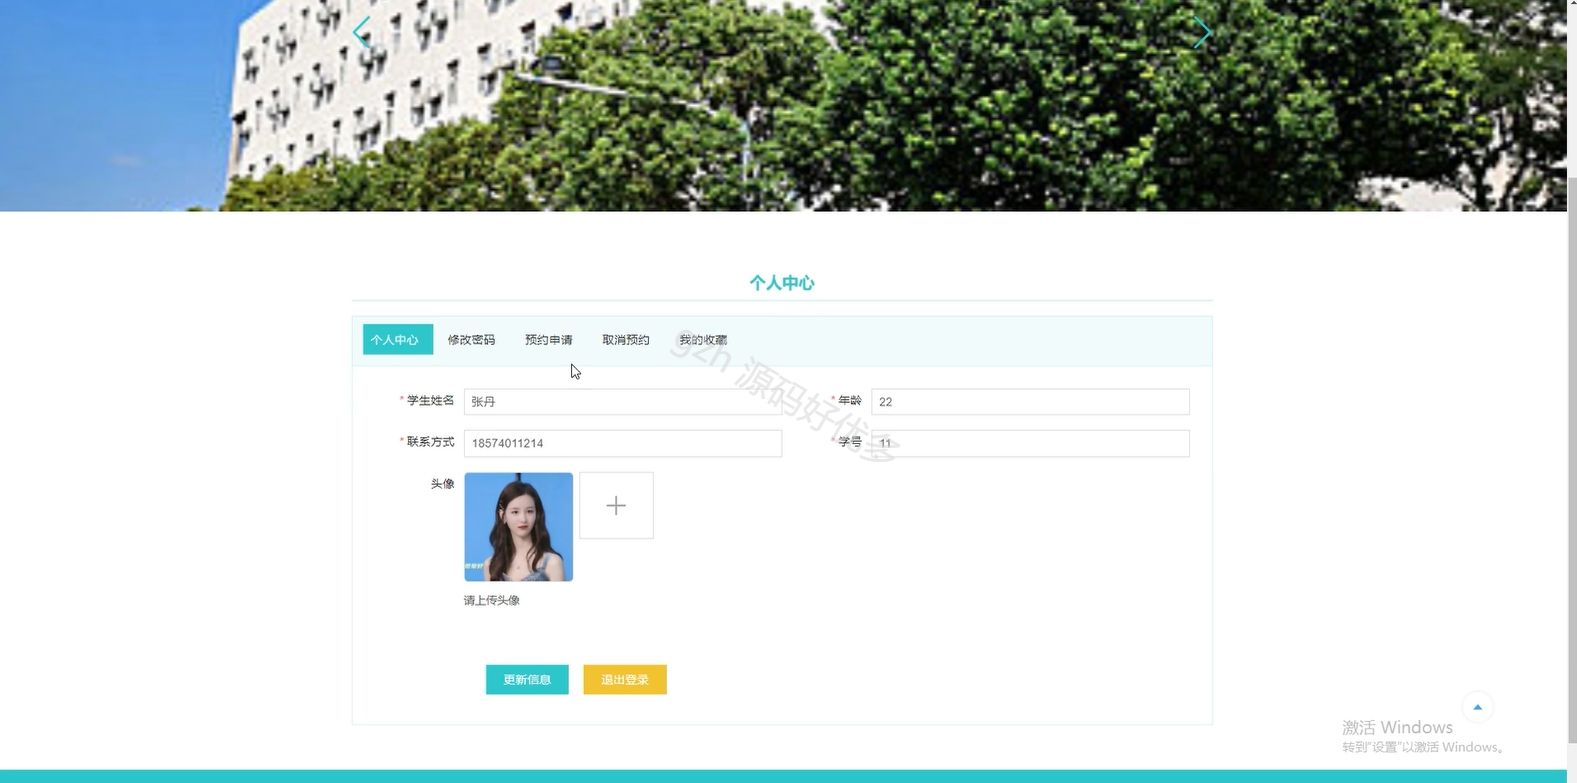 个人中心
个人中心 修改密码 预约申请 取消预约 我的收藏
* 学生姓名 张丹 * 年龄 22
* 联系方式 18574011214 * 学号 11
头像
请上传头像
更新信息 退出登录
gzh 源码好优多
激活 Windows
转到"设置"以激活 Windows。